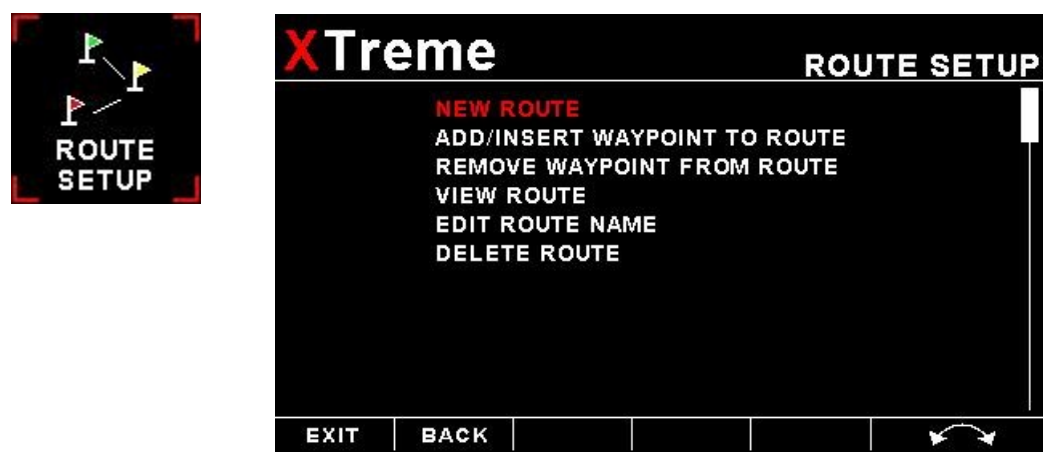 ROUTE
SETUP
XTreme
ROUTE SETUP
NEW ROUTE
ADD/INSERT WAYPOINT TO ROUTE
REMOVE WAYPOINT FROM ROUTE
VIEW ROUTE
EDIT ROUTE NAME
DELETE ROUTE
EXIT BACK